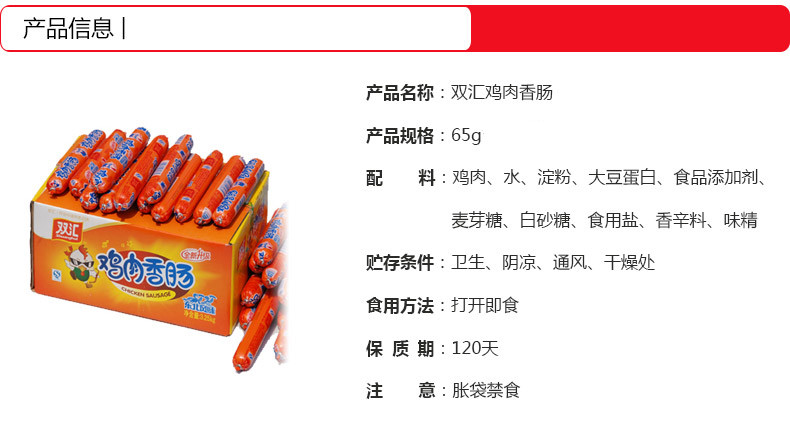 产品信息 |
产品名称：双汇鸡肉香肠
产品规格：65g
配 料：鸡肉、水、淀粉、大豆蛋白、食品添加剂、
麦芽糖、白砂糖、食用盐、香辛料、味精
贮存条件：卫生、阴凉、通风、干燥处
食用方法：打开即食
保 质 期：120天
注 意：胀袋禁食
双汇
全新升级
鸡肉香肠
CHICKEN SAUSAGE